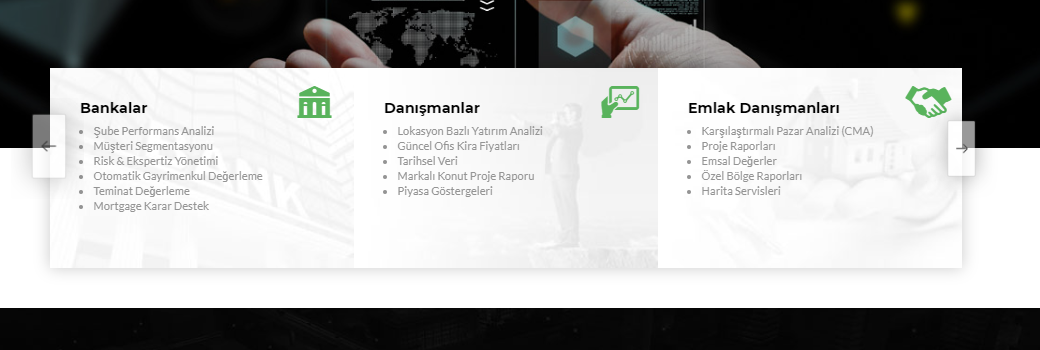 Bankalar
Şube Performans Analizi
Müşteri Segmentasyonu
Risk & Ekspertiz Yönetimi
Otomatik Gayrimenkul Değerleme
Teminat Değerleme
Mortgage Karar Destek
Danışmanlar
Lokasyon Bazlı Yatırım Analizi
Güncel Ofis Kira Fiyatları
Tarihsel Veri
Markalı Konut Proje Raporu
Piyasa Göstergeleri
Emlak Danışmanları
Karşılaştırmalı Pazar Analizi (CMA)
Proje Raporları
Emsal Değerler
Özel Bölge Raporları
Harita Servisleri